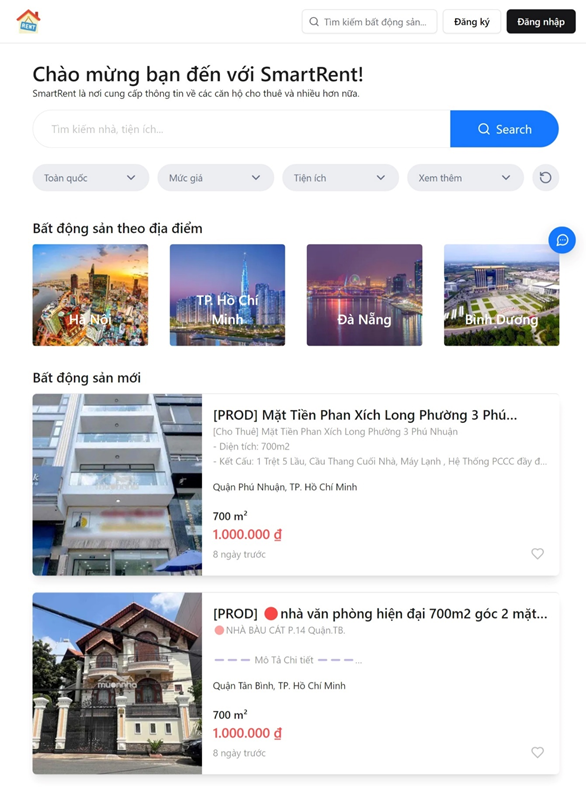 RENT
Tìm kiếm bất động sản...
Đăng ký
Đăng nhập
Chào mừng bạn đến với SmartRent!
SmartRent là nơi cung cấp thông tin về các căn hộ cho thuê và nhiều hơn nữa.
Tìm kiếm nhà, tiện ích...
Search
Toàn quốc
Mức giá
Tiện ích
Xem thêm
Bất động sản theo địa điểm
Hà Nội
TP. Hồ Chí
Minh
Đà Nẵng
Bình Dương
Bất động sản mới
[PROD] Mặt Tiền Phan Xích Long Phường 3 Phú...
[Cho Thuê] Mặt Tiền Phan Xích Long Phường 3 Phú Nhuận
- Diện tích: 700m2
- Kết Cấu: 1 Trệt 5 Lầu, Cầu Thang Cuối Nhà, Máy Lạnh , Hệ Thống PCCC đầy đ...
Quận Phú Nhuận, TP. Hồ Chí Minh
700 m²
1.000.000 ₫
8 ngày trước
[PROD] 🔴nhà văn phòng hiện đại 700m2 góc 2 mặt...
🔴NHÀ BÀU CÁT P.14 Quận.TB.
– – – – Mô Tả Chi tiết – – – –...
Quận Tân Bình, TP. Hồ Chí Minh
700 m²
1.000.000 ₫
8 ngày trước
muonnha